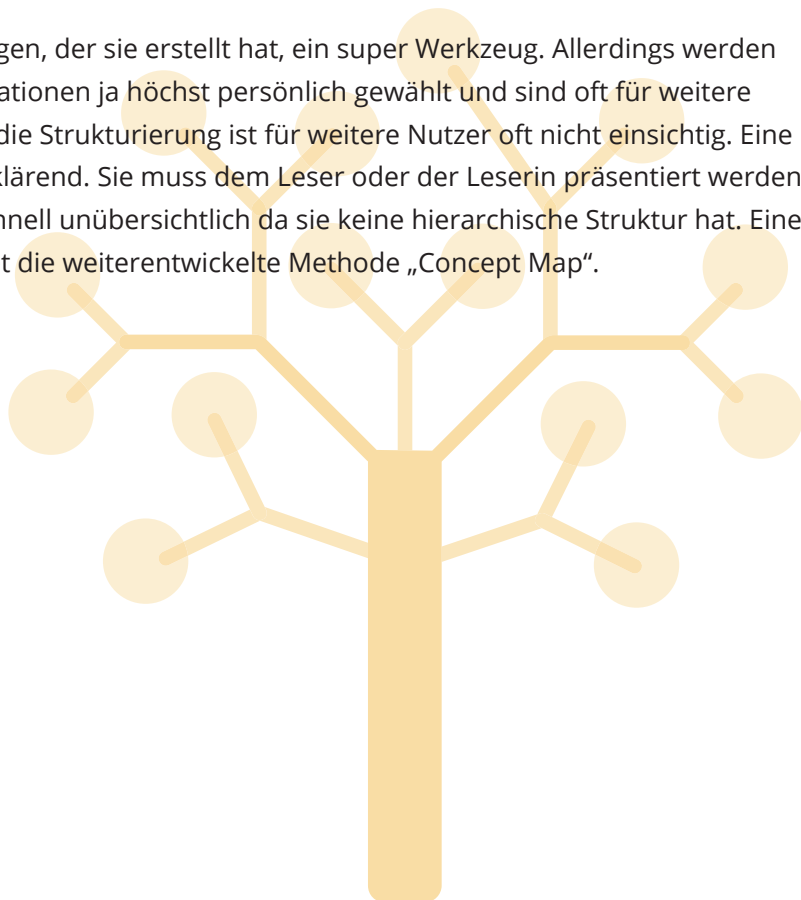 gen, der sie erstellt hat, ein super Werkzeug. Allerdings werden
ationen ja höchst persönlich gewählt und sind oft für weitere
die Strukturierung ist für weitere Nutzer oft nicht einsichtig. Eine
klärend. Sie muss dem Leser oder der Leserin präsentiert werden
hnell unübersichtlich da sie keine hierarchische Struktur hat. Eine
t die weiterentwickelte Methode „Concept Map“.